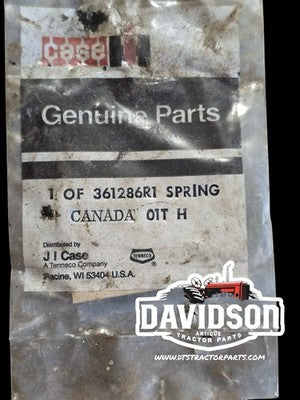 CASE IH
Genuine Parts
1 OF 361286R1 SPRING
CANADA 01T H
Distributed by
J I Case
A Tenneco Company
Racine, WI 53404 U.S.A.
TENNECO
DAVIDSON
ANTIQUE
TRACTOR PARTS
WWW.DTSTRACTORPARTS.COM